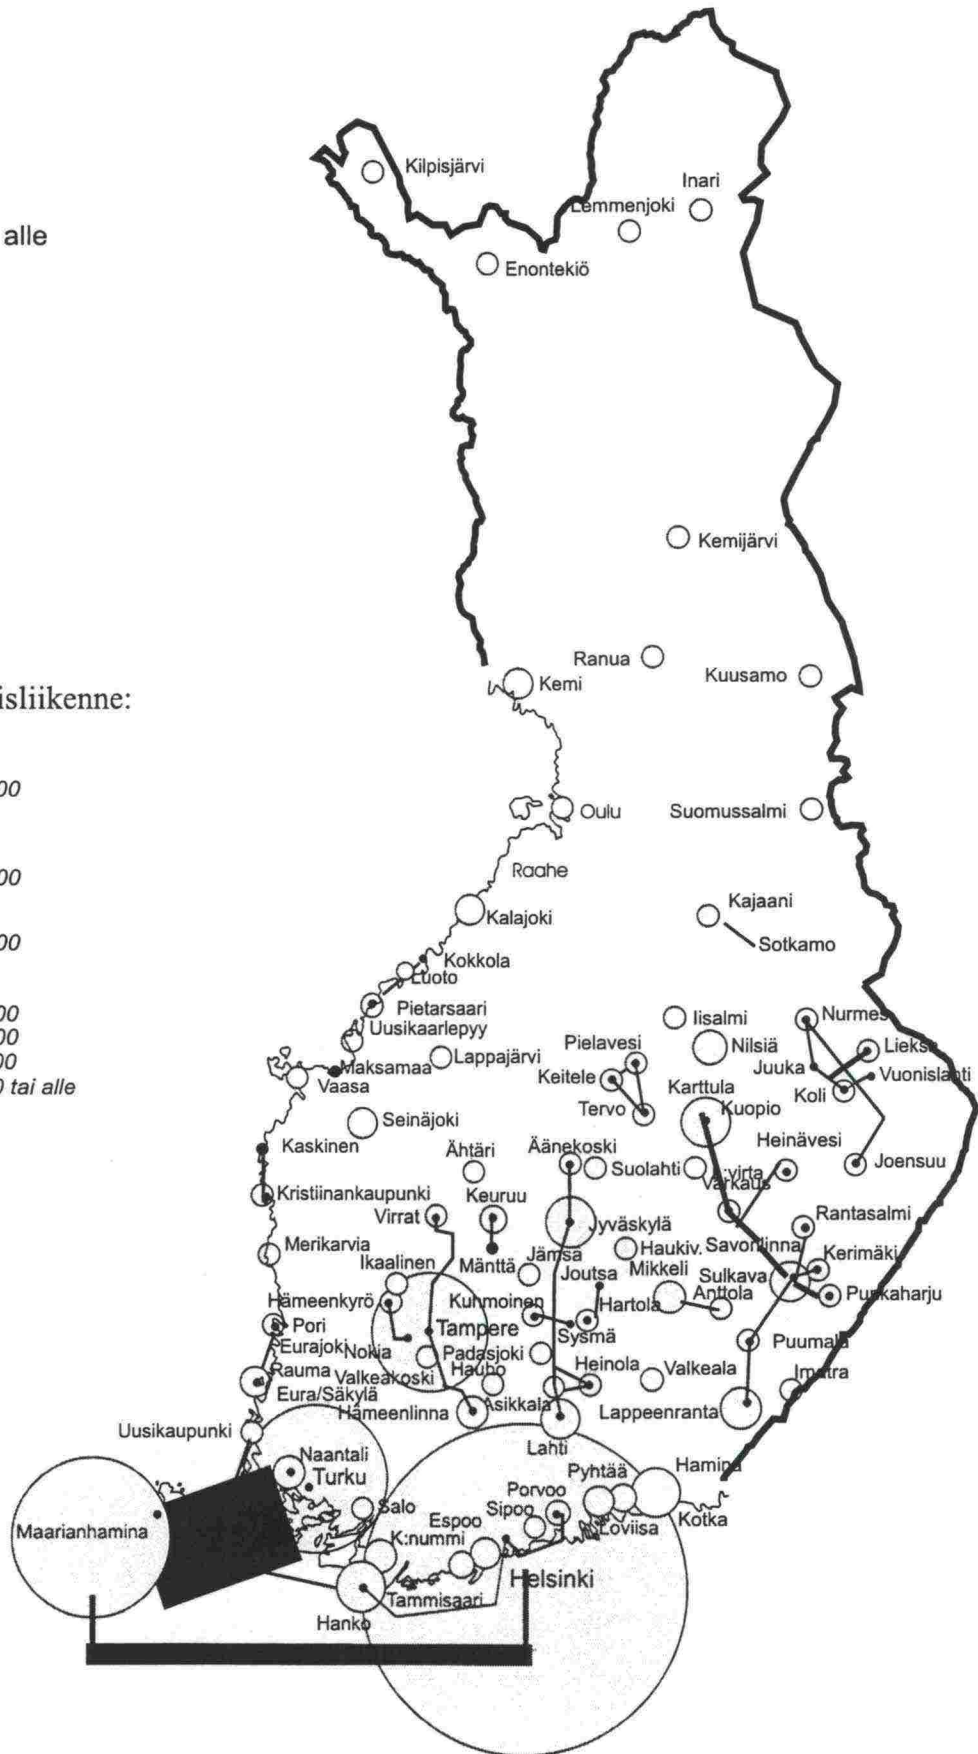 Kilpisjärvi
Inari
Lemmenjoki
alle
Enontekiö
Kemijärvi
Ranua
Kuusamo
Kemi
isliikenne:
00
Oulu
Suomussalmi
Raahe
00
Kajaani
Kalajoki
00
Sotkamo
Kokkola
Luoto
Pietarsaari
00
Iisalmi
Nurmes
Uusikaarlepyy
00
Nilsiä
Lieksa
Pielavesi
Lappajärvi
00
Maksamaa
Juuka
Vuonislahti
Keitele
0 tai alle
Vaasa
Karttula
Koli
Tervo
Kuopio
Seinäjoki
Heinävesi
Kaskinen
Ähtäri
Äänekoski
Suolahti
:virta
Joensuu
Kristiinankaupunki
Keuruu
Varkaus
Virrat
Jyväskylä
Rantasalmi
Merikarvia
Jämsä
Haukiv.
Savonlinna
Kerimäki
Ikaalinen
Mänttä
Joutsa
Mikkeli
Sulkava
Hämeenkyrö
Kuhmoinen
Hartola
Anttola
Punkaharju
Pori
Tampere
Sysmä
Puumala
Eurajoki
Nokia
Padasjoki
Rauma
Valkeakoski
Hauho
Heinola
Valkeala
Imatra
Eura/Säkylä
Hämeenlinna
Asikkala
Lappeenranta
Uusikaupunki
Lahti
Naantali
Pyhtää
Hamina
Turku
Porvoo
Salo
Sipoo
Maarianhamina
Espoo
Loviisa
Kotka
K:nummi
Helsinki
Tammisaari
Hanko